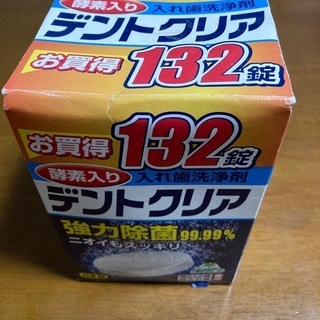 酵素入り 入れ歯洗浄剤
デントクリア
お買得 132錠
お買得 132錠
酵素入り 入れ歯洗浄剤
デントクリア
強力除菌 99.99%
ニオイもスッキリ